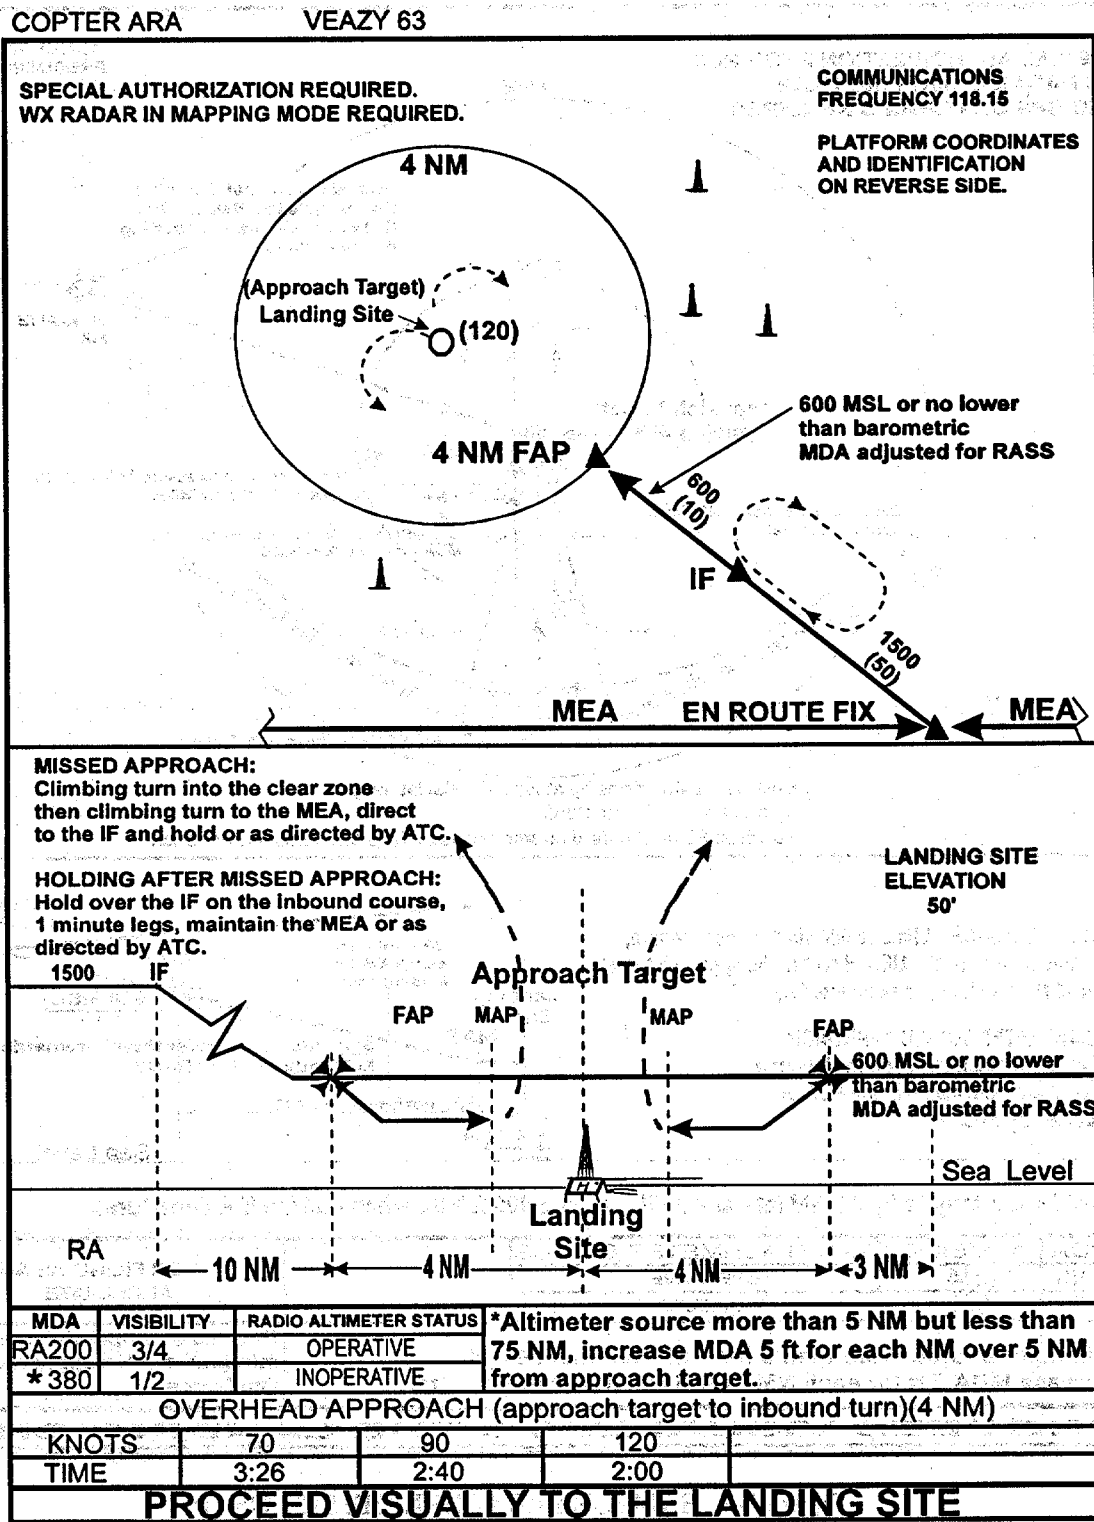 COPTER ARA VEAZY 63
SPECIAL AUTHORIZATION REQUIRED.
WX RADAR IN MAPPING MODE REQUIRED.
COMMUNICATIONS
FREQUENCY 118.15
PLATFORM COORDINATES
AND IDENTIFICATION
ON REVERSE SIDE.
4 NM
(Approach Target)
Landing Site
(120)
600 MSL or no lower
than barometric
MDA adjusted for RASS
4 NM FAP
600
(10)
IF
1500
(50)
MEA EN ROUTE FIX MEA
MISSED APPROACH:
Climbing turn into the clear zone
then climbing turn to the MEA, direct
to the IF and hold or as directed by ATC.
HOLDING AFTER MISSED APPROACH:
Hold over the IF on the inbound course,
1 minute legs, maintain the MEA or as
directed by ATC.
LANDING SITE
ELEVATION
50'
1500 IF
Approach Target
FAP MAP MAP FAP
600 MSL or no lower
than barometric
MDA adjusted for RASS
Sea Level
Landing
Site
RA
10 NM 4 NM 4 NM 3 NM
MDA VISIBILITY RADIO ALTIMETER STATUS
RA200 3/4 OPERATIVE
*380 1/2 INOPERATIVE
*Altimeter source more than 5 NM but less than
75 NM, increase MDA 5 ft for each NM over 5 NM
from approach target.
OVERHEAD APPROACH (approach target to inbound turn)(4 NM)
KNOTS 70 90 120
TIME 3:26 2:40 2:00
PROCEED VISUALLY TO THE LANDING SITE